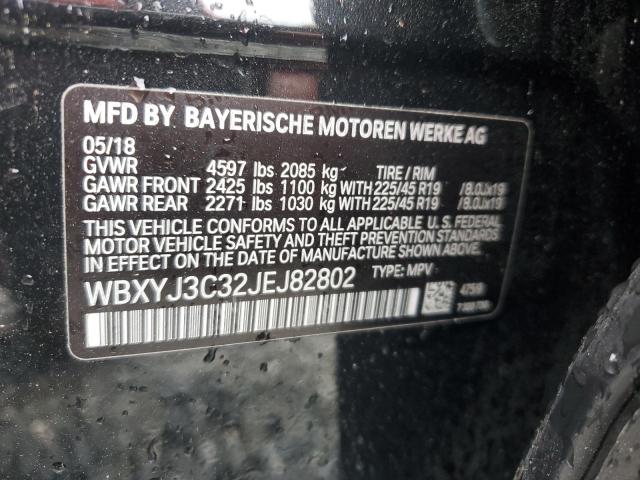 MFD BY BAYERISCHE MOTOREN WERKE AG
05/18
GVWR 4597 lbs 2085 kg TIRE / RIM
GAWR FRONT 2425 lbs 1100 kg WITH 225/45 R19 /8.0Jx19
GAWR REAR 2271 lbs 1030 kg WITH 225/45 R19 /8.0Jx19
THIS VEHICLE CONFORMS TO ALL APPLICABLE U. S. FEDERAL
MOTOR VEHICLE SAFETY AND THEFT PREVENTION STANDARDS
IN EFFECT ON THE DATE OF MANUFACTURE SHOWN ABOVE.
WBXYJ3C32JEJ82802 TYPE: MPV